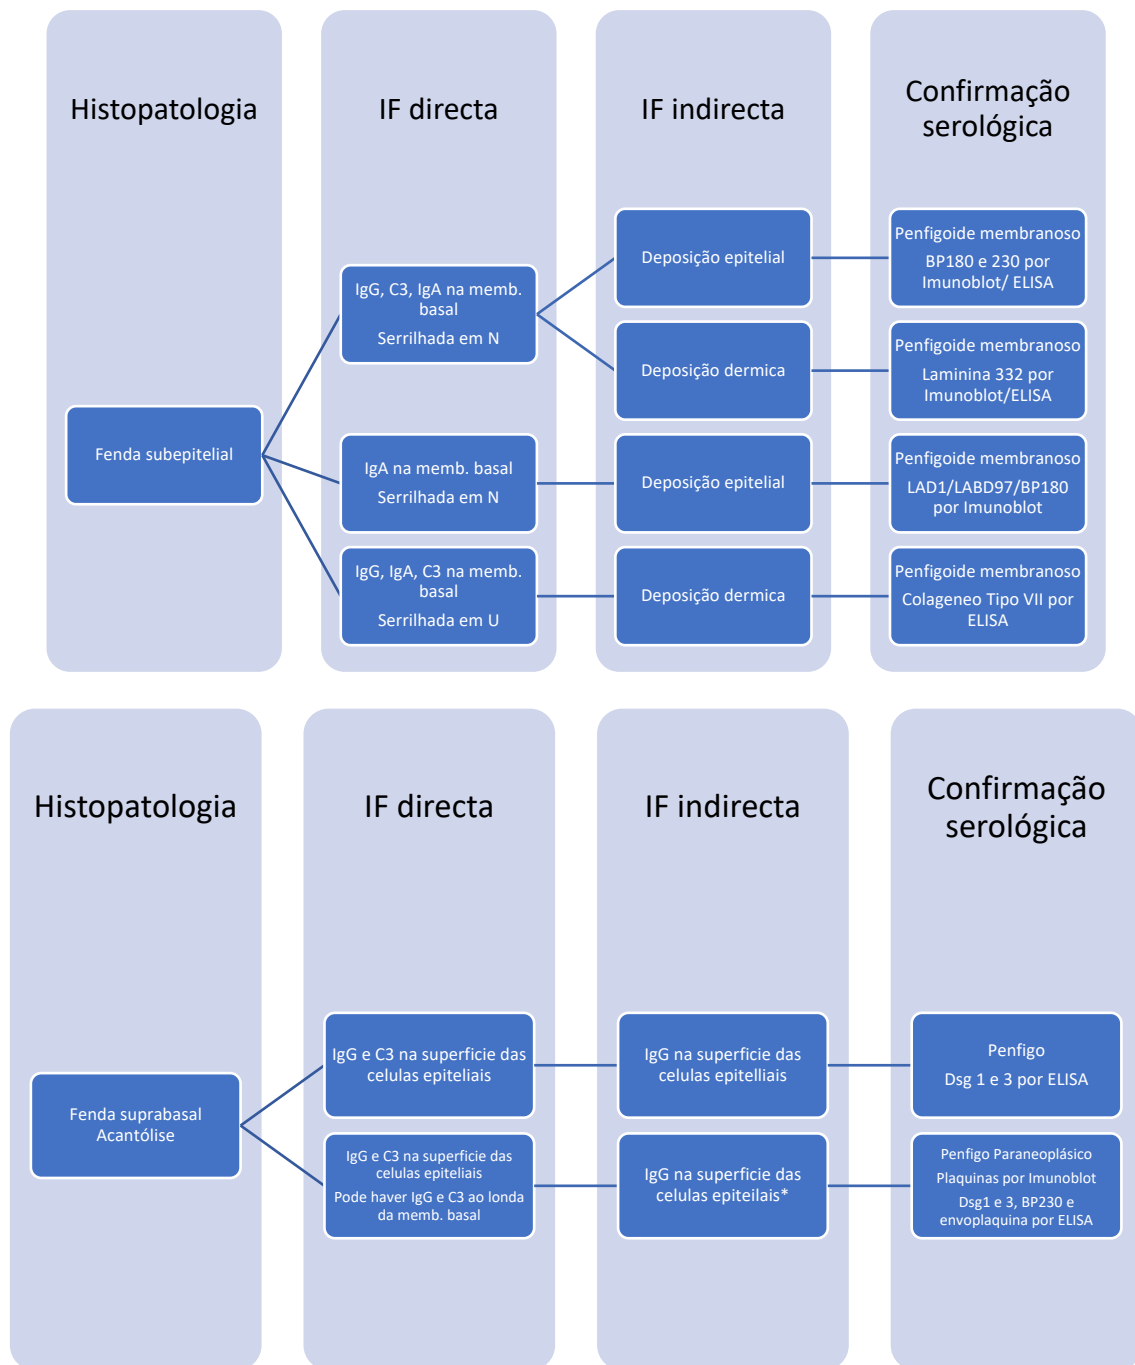 Histopatologia
IF directa
IF indirecta
Confirmação
serológica
Fenda subepitelial
IgG, C3, IgA na memb.
basal
Serrilhada em N
IgA na memb. basal
Serrilhada em N
IgG, IgA, C3 na memb.
basal
Serrilhada em U
Deposição epitelial
Deposição dermica
Deposição epitelial
Deposição dermica
Penfigoide membranoso
BP180 e 230 por
Imunoblot/ ELISA
Penfigoide membranoso
Laminina 332 por
Imunoblot/ELISA
Penfigoide membranoso
LAD1/LABD97/BP180
por Imunoblot
Penfigoide membranoso
Colageneo Tipo VII por
ELISA
Histopatologia
IF directa
IF indirecta
Confirmação
serológica
Fenda suprabasal
Acantólise
IgG e C3 na superficie das
celulas epiteliais
IgG e C3 na superficie das
celulas epiteliais
Pode haver IgG e C3 ao londa
da memb. basal
IgG na superficie das
celulas epitelliais
IgG na superficie das
celulas epiteilais*
Penfigo
Dsg 1 e 3 por ELISA
Penfigo Paraneoplásico
Plaquinas por Imunoblot
Dsg1 e 3, BP230 e
envoplaquina por ELISA